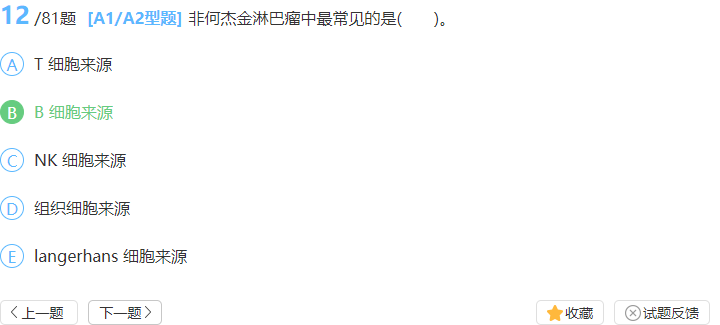 12/81题 [A1/A2型题] 非何杰金淋巴瘤中最常见的是( )。
A T 细胞来源
B B 细胞来源
C NK 细胞来源
D 组织细胞来源
E langerhans 细胞来源
上一题 下一题 收藏 试题反馈